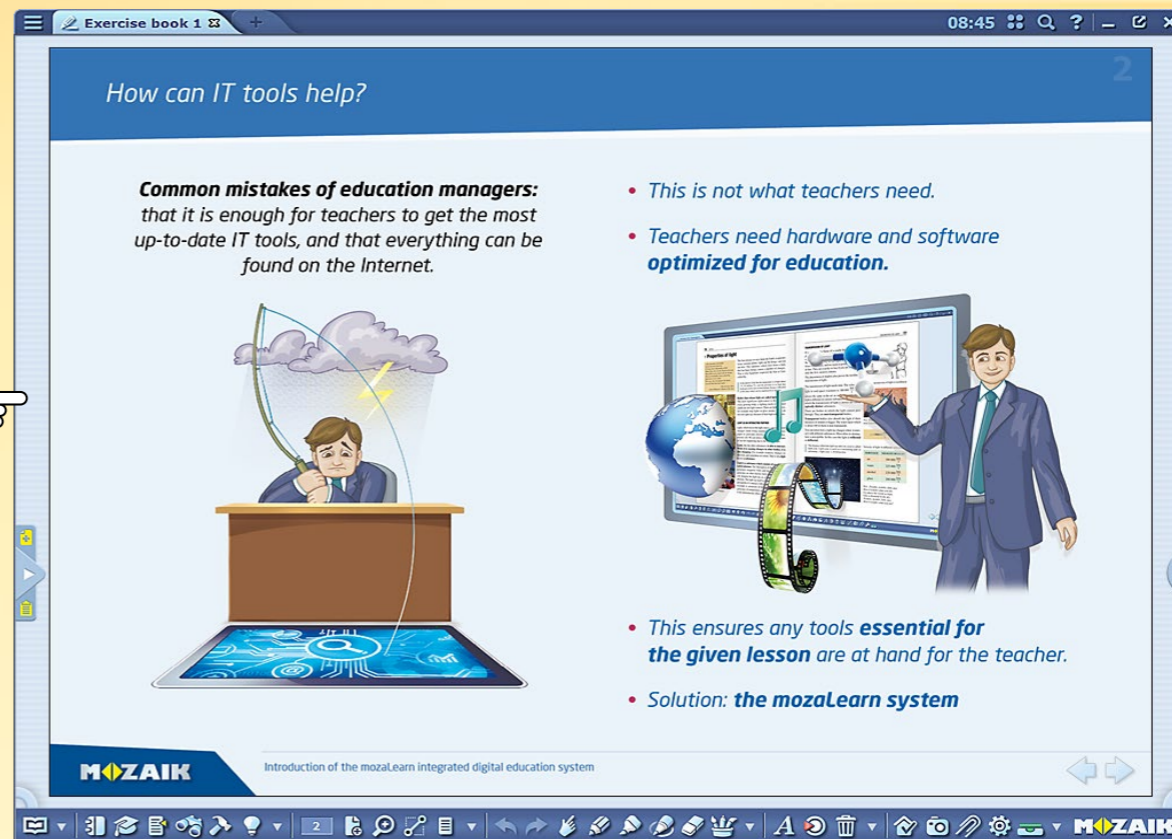 Exercise book 1
08:45
2
How can IT tools help?
Common mistakes of education managers:
that it is enough for teachers to get the most
up-to-date IT tools, and that everything can be
found on the Internet.
• This is not what teachers need.
• Teachers need hardware and software
optimized for education.
Properties of light
• This ensures any tools essential for
the given lesson are at hand for the teacher.
• Solution: the mozaLearn system
MOZAIK
Introduction of the mozaLearn integrated digital education system
2
A
MOZAIK